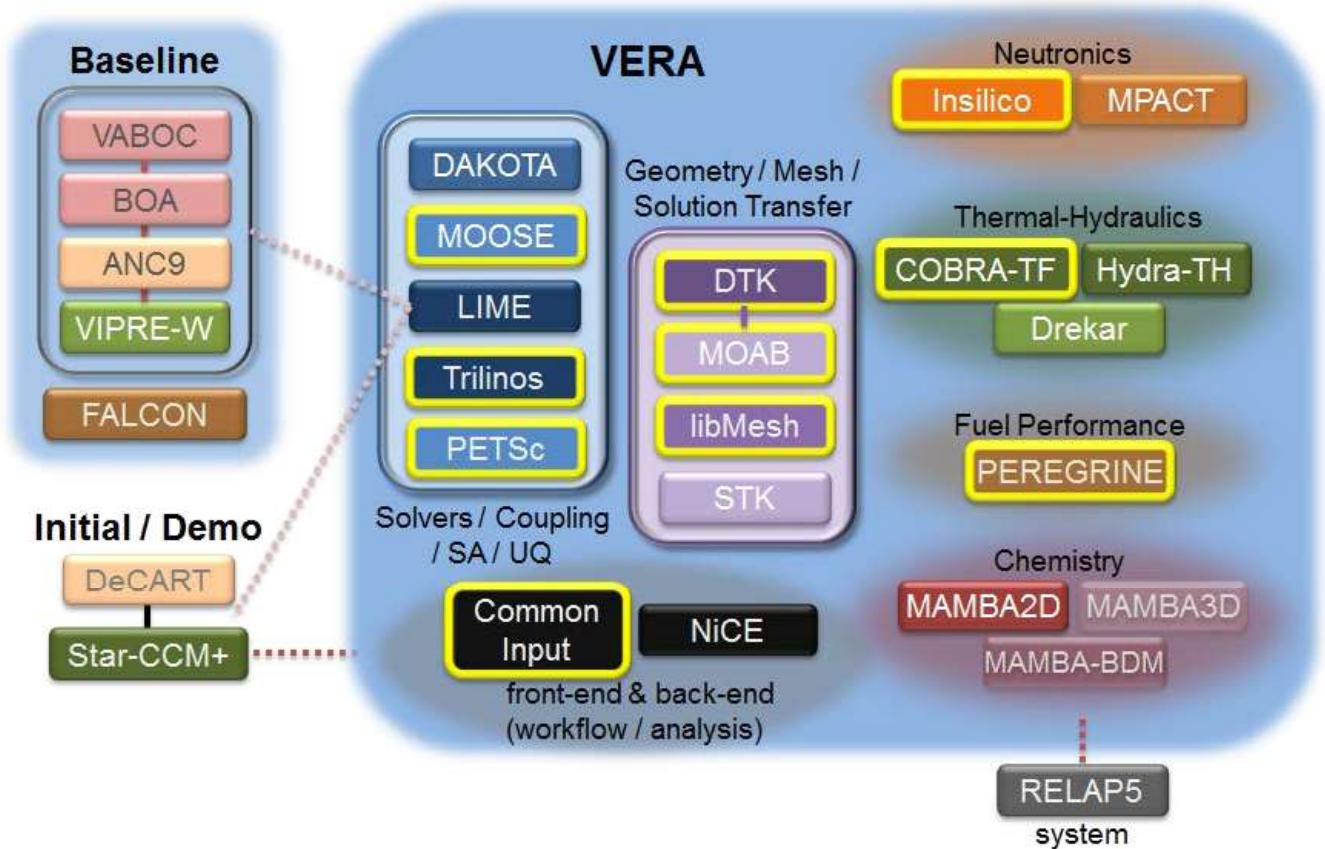 Baseline
VABOC
BOA
ANC9
VIPRE-W
FALCON
Initial / Demo
DeCART
Star-CCM+
VERA
DAKOTA
MOOSE
LIME
Trilinos
PETSc
Solvers / Coupling
/ SA / UQ
Geometry / Mesh /
Solution Transfer
DTK
MOAB
libMesh
STK
Common
Input
NiCE
front-end & back-end
(workflow / analysis)
Neutronics
Insilico
MPACT
Thermal-Hydraulics
COBRA-TF
Hydra-TH
Drekar
Fuel Performance
PEREGRINE
Chemistry
MAMBA2D
MAMBA3D
MAMBA-BDM
RELAP5
system